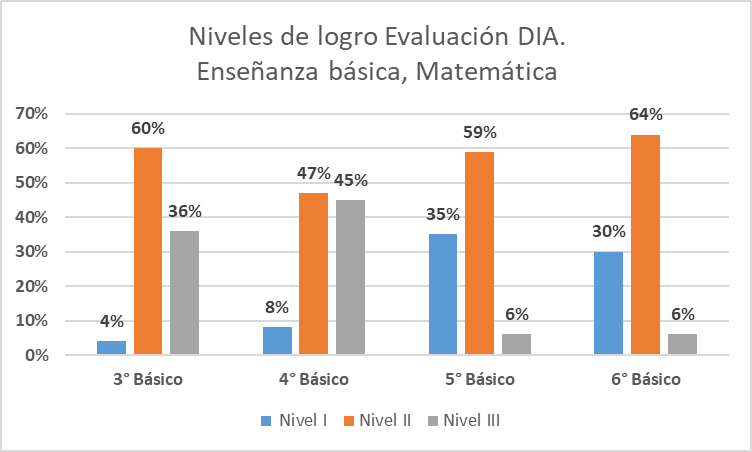 Niveles de logro Evaluación DIA.
Enseñanza básica, Matemática
70%
60%
50%
40%
30%
20%
10%
0%
4%
60%
36%
8%
47%
45%
35%
59%
6%
30%
64%
6%
3° Básico
4° Básico
5° Básico
6° Básico
Nivel I
Nivel II
Nivel III